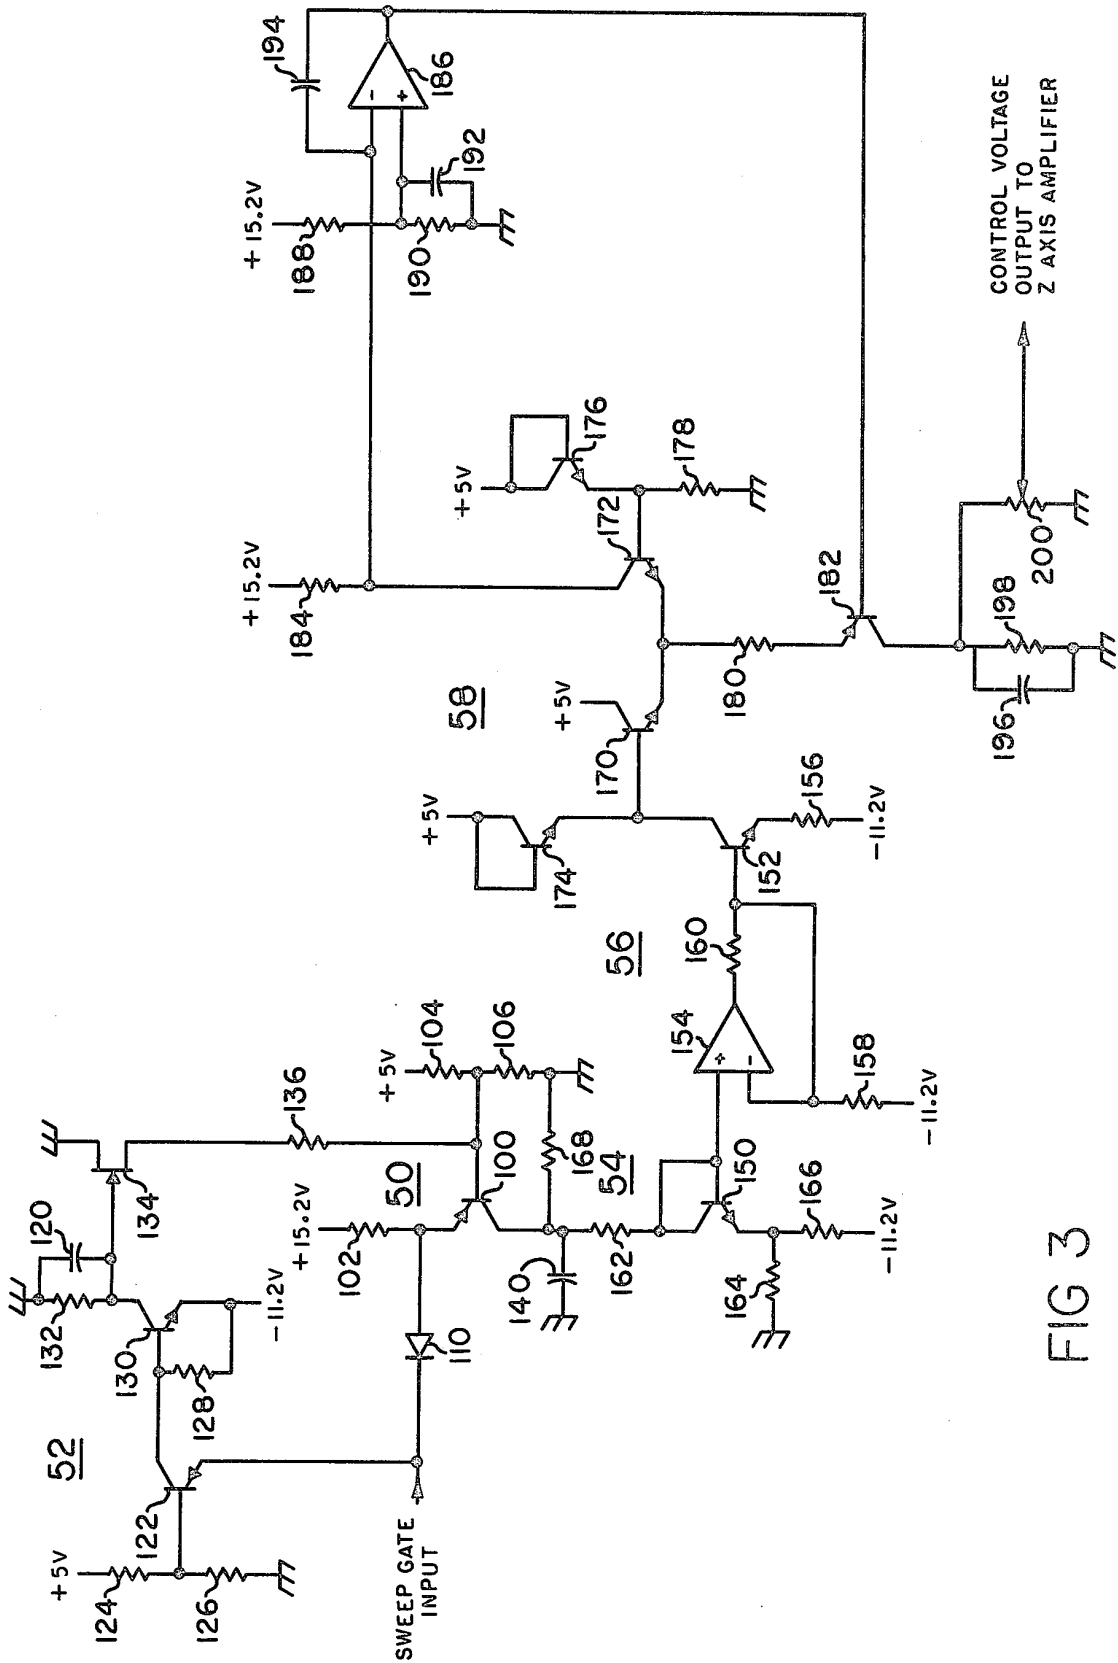 +5V
124
126
122
52
132
120
130
128
-11.2V
134
136
SWEEP GATE
INPUT
110
+15.2V
102
50
100
+5V
104
106
168
140
162
54
150
164
166
-11.2V
154
56
160
158
-11.2V
+5V
174
152
156
-11.2V
58
170
+5V
+15.2V
184
172
+5V
176
178
180
182
196
198
200
+15.2V
188
190
192
194
186
-
+
+
-
CONTROL VOLTAGE
OUTPUT TO
Z AXIS AMPLIFIER
FIG 3